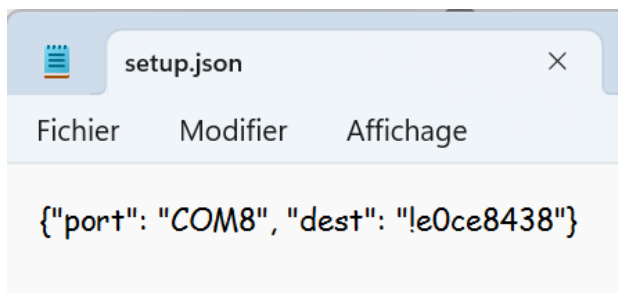 setup.json
Fichier Modifier Affichage
{"port": "COM8", "dest": "!e0ce8438"}